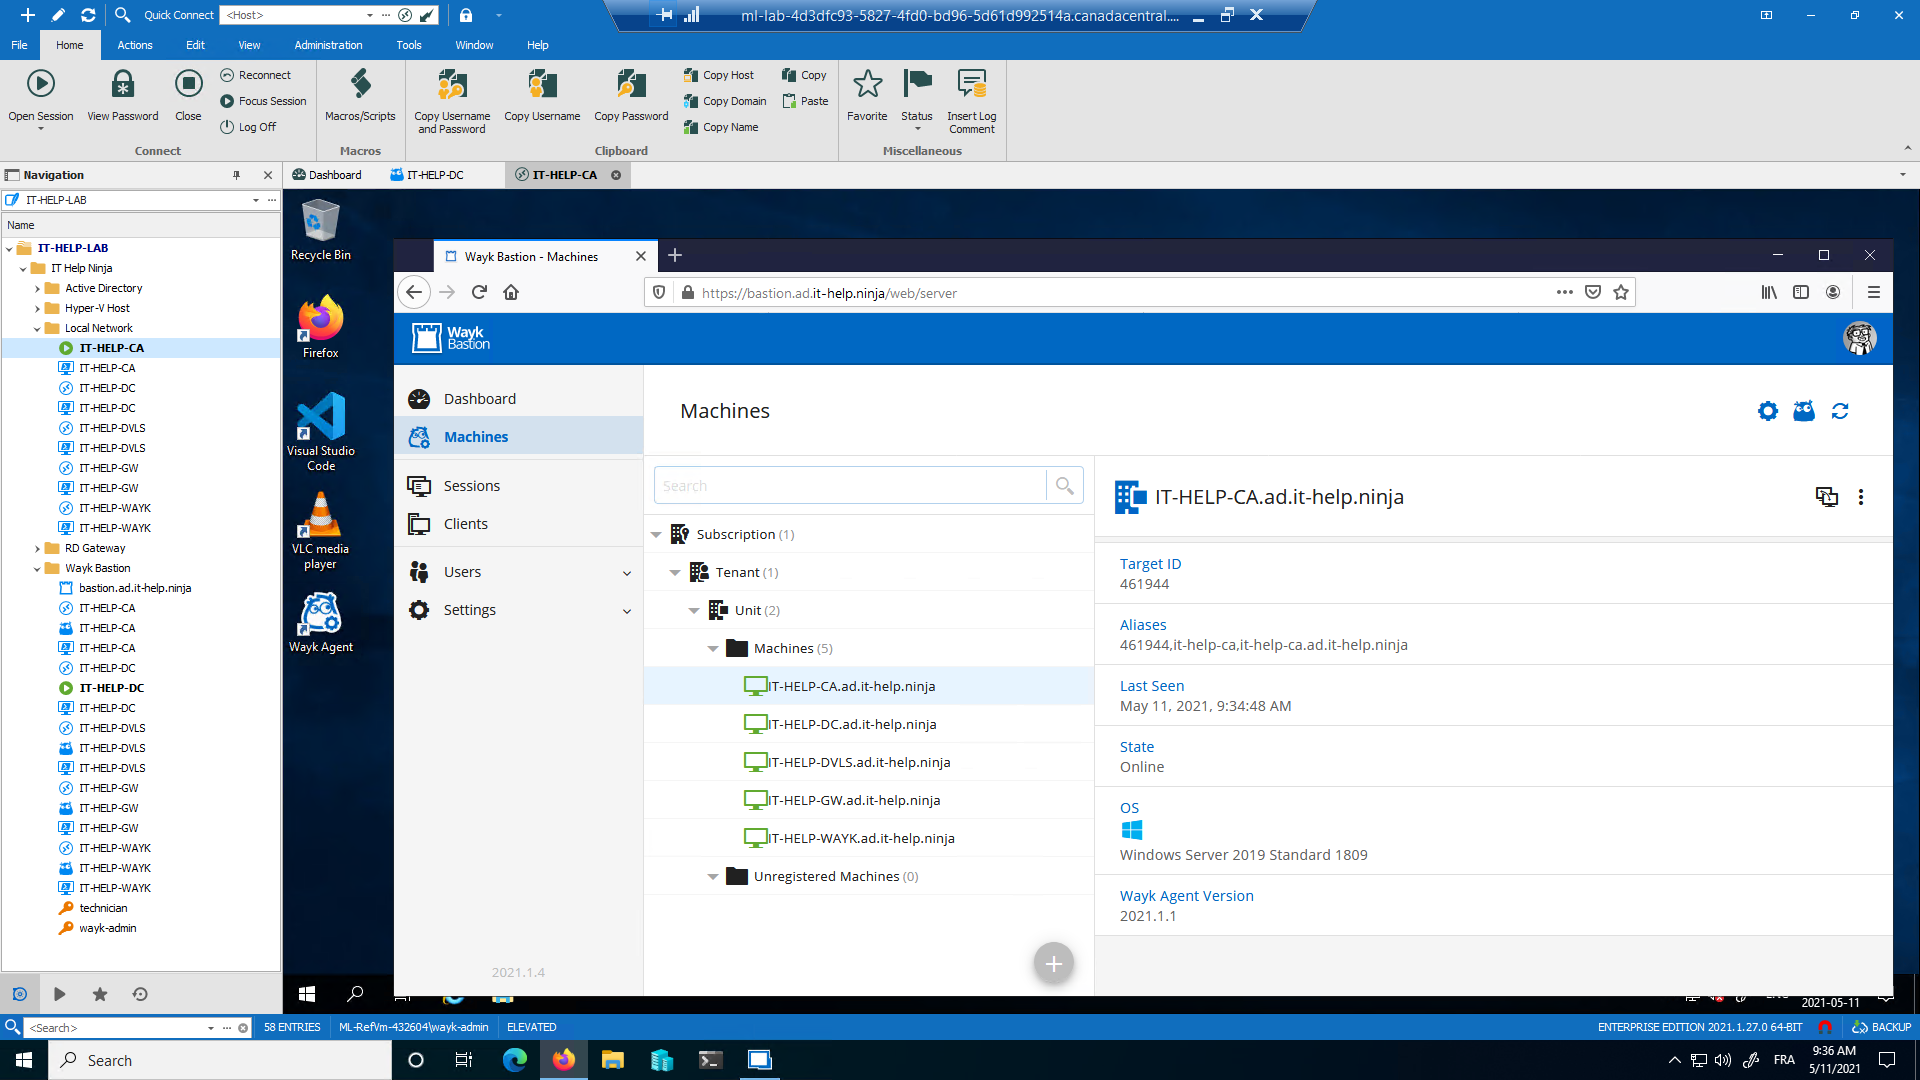 Quick Connect <Host>
ml-lab-4d3dfc93-5827-4fd0-bd96-5d61d992514a.canadacentral....
File Home Actions Edit View Administration Tools Window Help
Open Session
View Password
Close
Reconnect
Focus Session
Log Off
Connect
Macros/Scripts
Macros
Copy Username and Password
Copy Username
Copy Password
Copy Host
Copy Domain
Copy Name
Copy
Paste
Clipboard
Favorite
Status
Insert Log Comment
Miscellaneous
Navigation
IT-HELP-LAB
Name
IT-HELP-LAB
IT Help Ninja
Active Directory
Hyper-V Host
Local Network
IT-HELP-CA
IT-HELP-CA
IT-HELP-DC
IT-HELP-DC
IT-HELP-DVLS
IT-HELP-DVLS
IT-HELP-GW
IT-HELP-GW
IT-HELP-WAYK
IT-HELP-WAYK
RD Gateway
Wayk Bastion
bastion.ad.it-help.ninja
IT-HELP-CA
IT-HELP-CA
IT-HELP-CA
IT-HELP-DC
IT-HELP-DC
IT-HELP-DC
IT-HELP-DVLS
IT-HELP-DVLS
IT-HELP-DVLS
IT-HELP-GW
IT-HELP-GW
IT-HELP-GW
IT-HELP-WAYK
IT-HELP-WAYK
IT-HELP-WAYK
technician
wayk-admin
Dashboard IT-HELP-DC IT-HELP-CA
Recycle Bin
Firefox
Visual Studio Code
VLC media player
Wayk Agent
Wayk Bastion - Machines
https://bastion.ad.it-help.ninja/web/server
Wayk
Bastion
Dashboard
Machines
Sessions
Clients
Users
Settings
2021.1.4
Machines
Search
Subscription (1)
Tenant (1)
Unit (2)
Machines (5)
IT-HELP-CA.ad.it-help.ninja
IT-HELP-DC.ad.it-help.ninja
IT-HELP-DVLS.ad.it-help.ninja
IT-HELP-GW.ad.it-help.ninja
IT-HELP-WAYK.ad.it-help.ninja
Unregistered Machines (0)
IT-HELP-CA.ad.it-help.ninja
Target ID
461944
Aliases
461944,it-help-ca,it-help-ca.ad.it-help.ninja
Last Seen
May 11, 2021, 9:34:48 AM
State
Online
OS
Windows Server 2019 Standard 1809
Wayk Agent Version
2021.1.1
2021-05-11
<Search> 58 ENTRIES ML-RefVm-432604\wayk-admin ELEVATED ENTERPRISE EDITION 2021.1.27.0 64-BIT BACKUP
Search
FRA
9:36 AM
5/11/2021